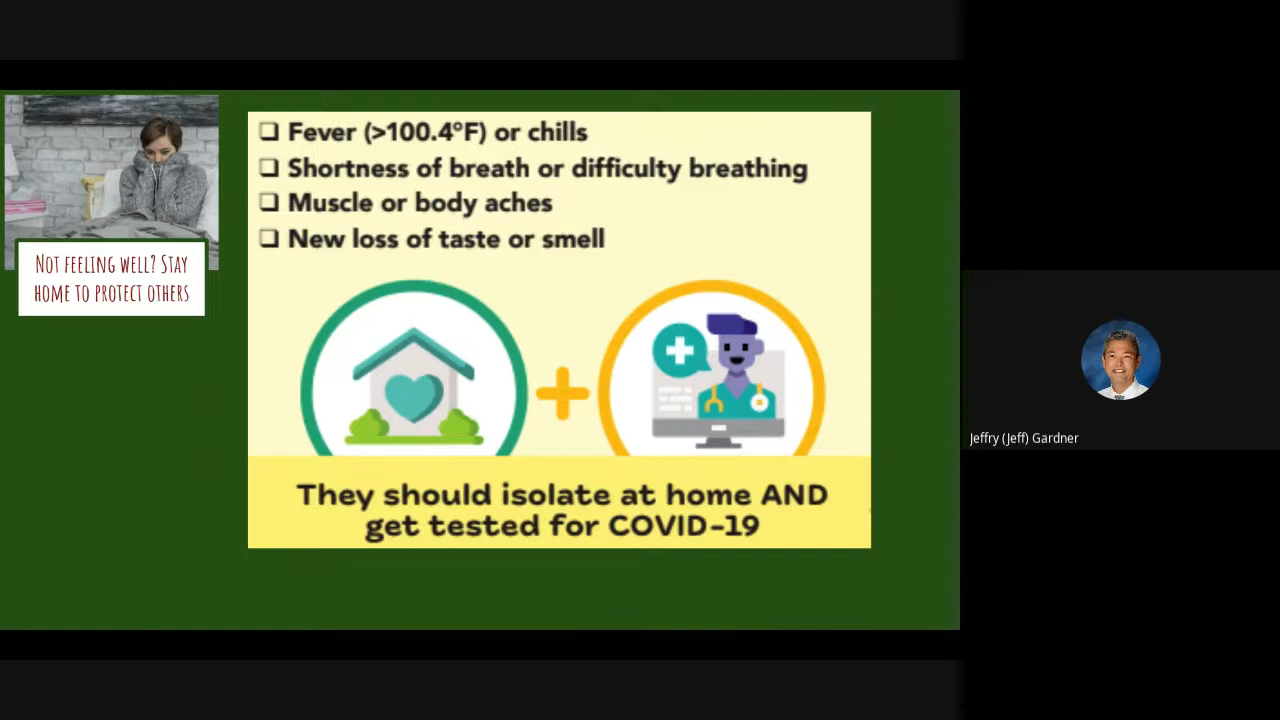 Fever (>100.4°F) or chills
Shortness of breath or difficulty breathing
Muscle or body aches
New loss of taste or smell
NOT FEELING WELL? STAY
HOME TO PROTECT OTHERS
They should isolate at home AND
get tested for COVID-19
Jeffry (Jeff) Gardner